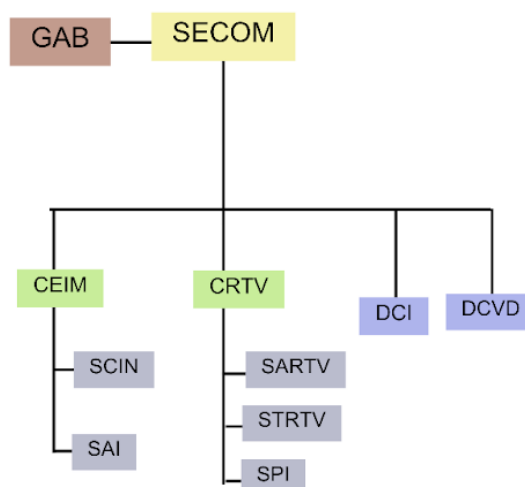 GAB
SECOM
CEIM
CRTV
DCI
DCVD
SCIN
SARTV
STRTV
SAI
SPI